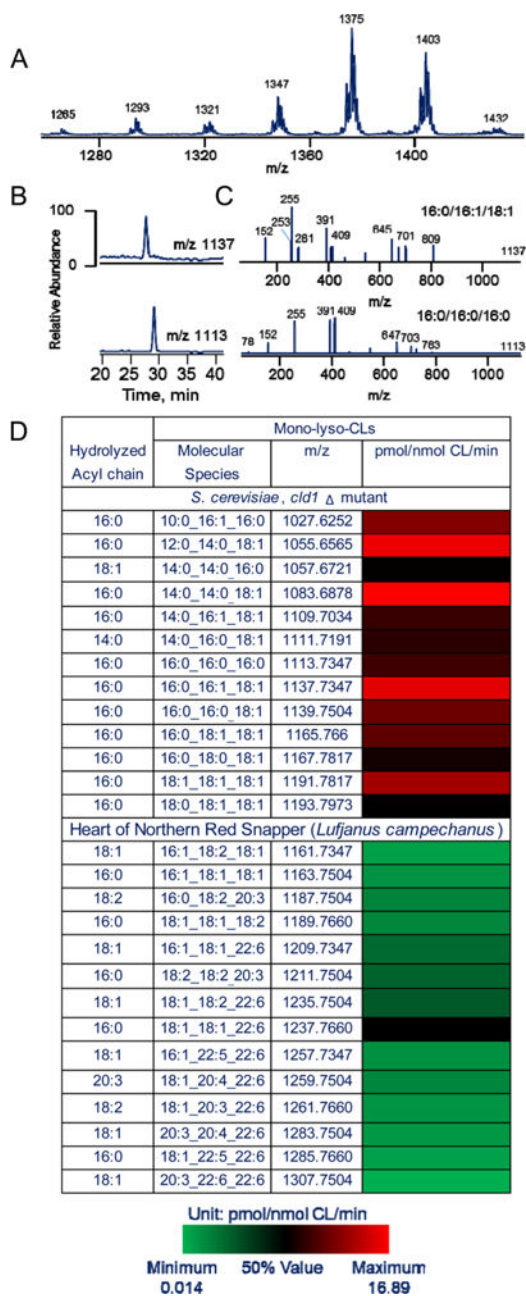 A
1265
1293
1321
1347
1375
1403
1432
1280
1320
1360
1400
m/z
B
C
Relative Abundance
100
0
m/z 1137
m/z 1113
20 25 30 35 40
Time, min
255
253
152
281
391
409
645
701
809
16:0/16:1/18:1
1137
200 400 600 800 1000
m/z
78
152
255
391 409
647
703
783
16:0/16:0/16:0
1113
200 400 600 800 1000
m/z
D
Hydrolyzed Acyl chain
Mono-lyso-CLs
Molecular Species
m/z
pmol/nmol CL/min
S. cerevisiae, cld1 Δ mutant
16:0 10:0_16:1_16:0 1027.6252
16:0 12:0_14:0_18:1 1055.6565
18:1 14:0_14:0_16:0 1057.6721
16:0 14:0_14:0_18:1 1083.6878
16:0 14:0_16:1_18:1 1109.7034
14:0 14:0_16:0_18:1 1111.7191
16:0 16:0_16:0_16:0 1113.7347
16:0 16:0_16:1_18:1 1137.7347
16:0 16:0_16:0_18:1 1139.7504
16:0 16:0_18:1_18:1 1165.766
16:0 16:0_18:0_18:1 1167.7817
16:0 18:1_18:1_18:1 1191.7817
16:0 18:0_18:1_18:1 1193.7973
Heart of Northern Red Snapper (Lufjanus campechanus)
18:1 16:1_18:2_18:1 1161.7347
16:0 16:1_18:1_18:1 1163.7504
18:2 16:0_18:2_20:3 1187.7504
16:0 18:1_18:1_18:2 1189.7660
18:1 16:1_18:1_22:6 1209.7347
16:0 18:2_18:2_20:3 1211.7504
18:1 18:1_18:2_22:6 1235.7504
16:0 18:1_18:1_22:6 1237.7660
18:1 16:1_22:5_22:6 1257.7347
20:3 18:1_20:4_22:6 1259.7504
18:2 18:1_20:3_22:6 1261.7660
18:1 20:3_20:4_22:6 1283.7504
16:0 18:1_22:5_22:6 1285.7660
18:1 20:3_22:6_22:6 1307.7504
Unit: pmol/nmol CL/min
Minimum 50% Value Maximum
0.014 16.89